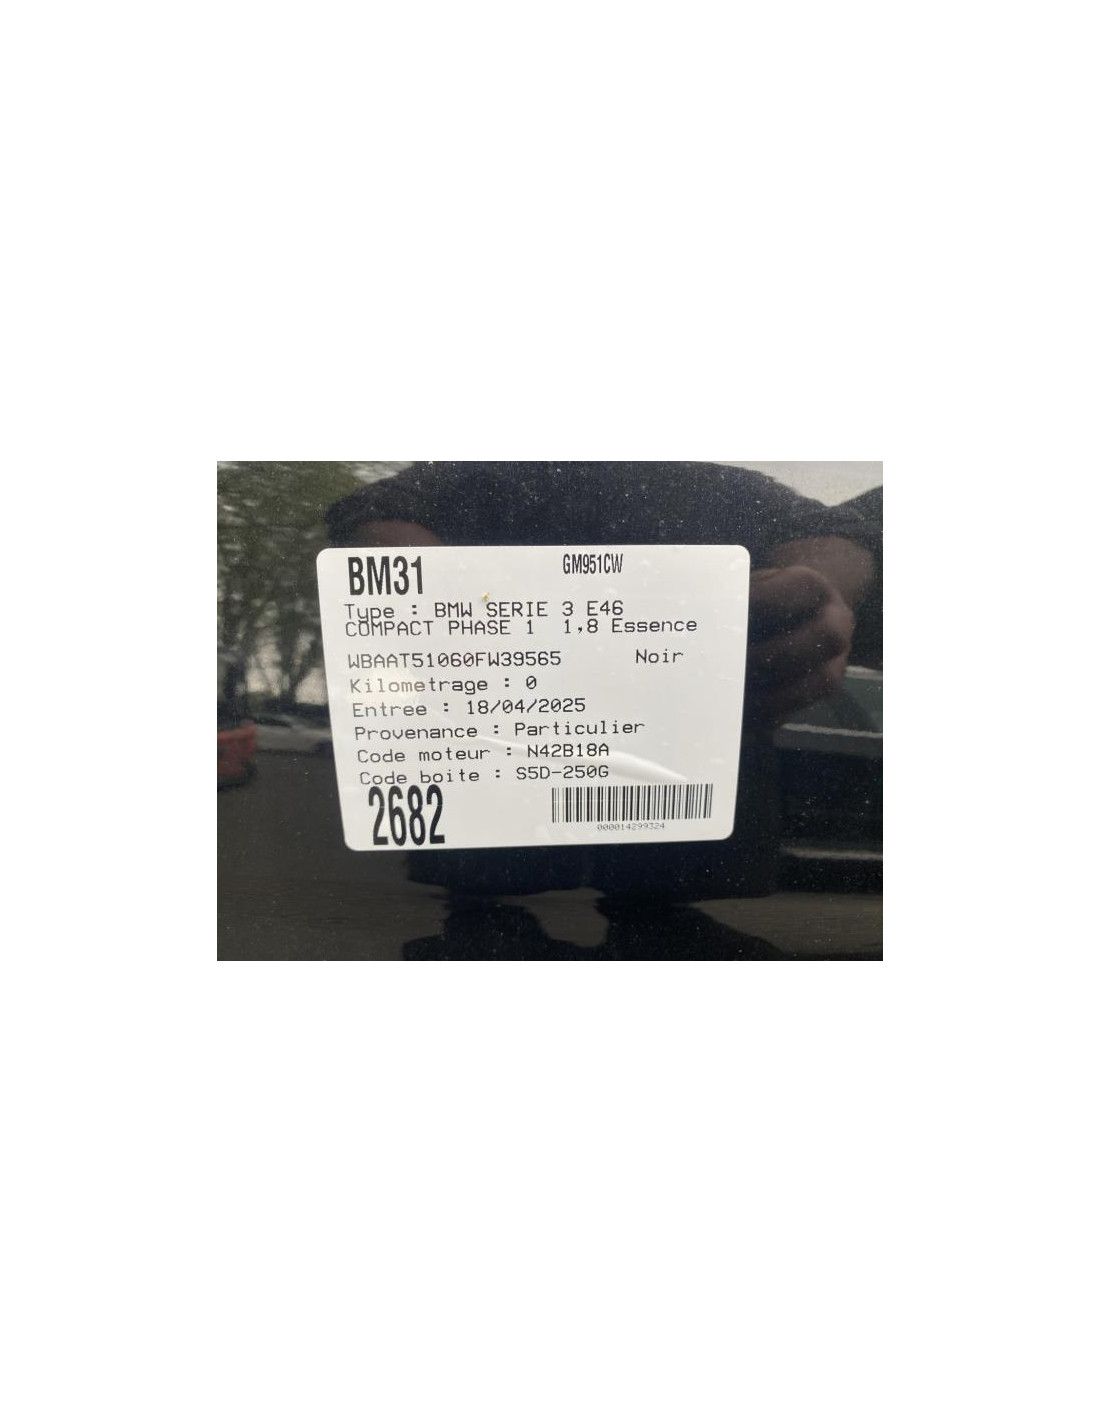 BM31 GM951CW
Type : BMW SERIE 3 E46
COMPACT PHASE 1 1,8 Essence
WBAAT51060FW39565 Noir
Kilometrage : 0
Entree : 18/04/2025
Provenance : Particulier
Code moteur : N42B18A
Code boite : S5D-250G
2682
000014299324